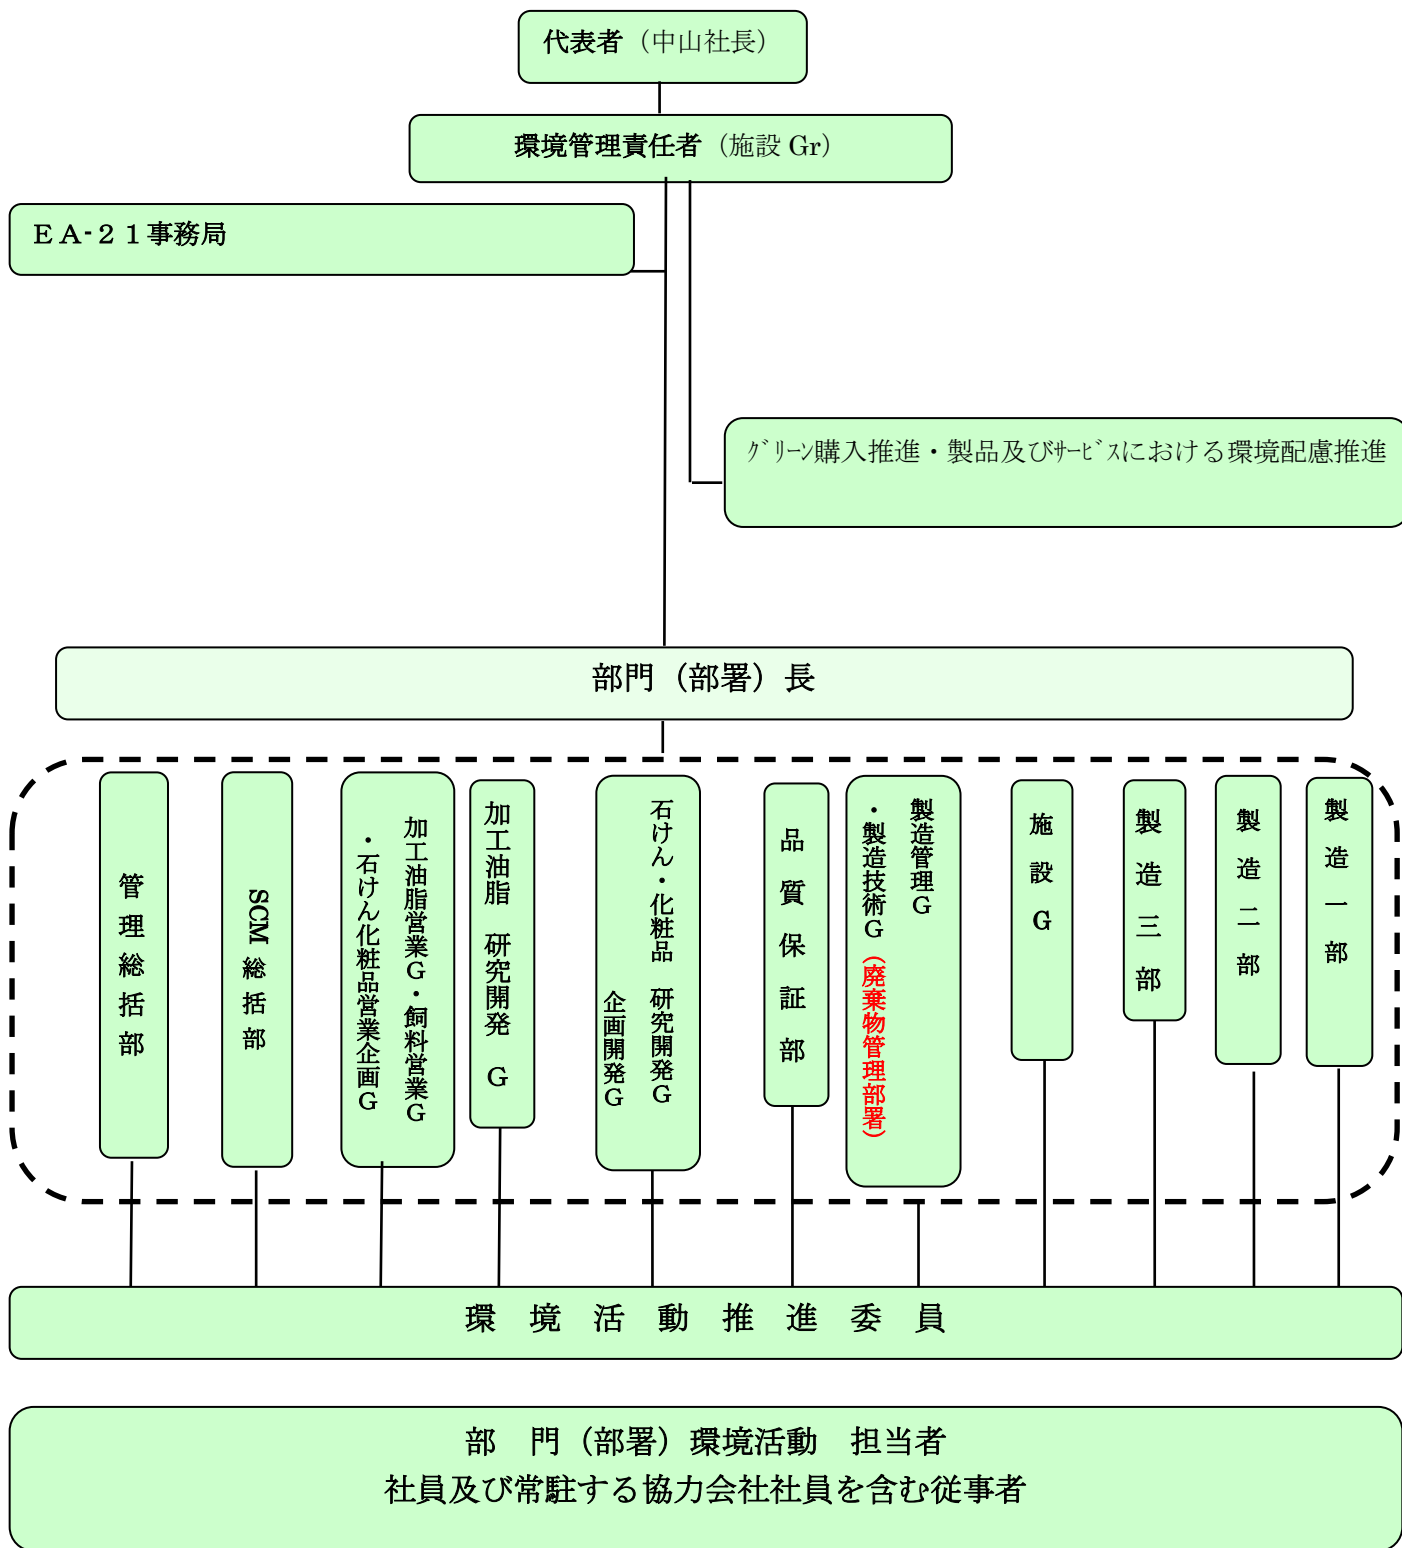 代表者（中山社長）
環境管理責任者（施設 Gr）
ＥＡ-２１事務局
ｸﾞﾘｰﾝ購入推進・製品及びｻｰﾋﾞｽにおける環境配慮推進
部門（部署）長
管理総括部
SCM 総括部
加工油脂営業Ｇ・飼料営業Ｇ
・石けん化粧品営業企画Ｇ
加工油脂　研究開発　Ｇ
石けん・化粧品　研究開発Ｇ
企画開発Ｇ
品質保証部
製造管理Ｇ
・製造技術Ｇ（廃棄物管理部署）
施設Ｇ
製造三部
製造二部
製造一部
環　境　活　動　推　進　委　員
部　門（部署）環境活動　担当者
社員及び常駐する協力会社社員を含む従事者